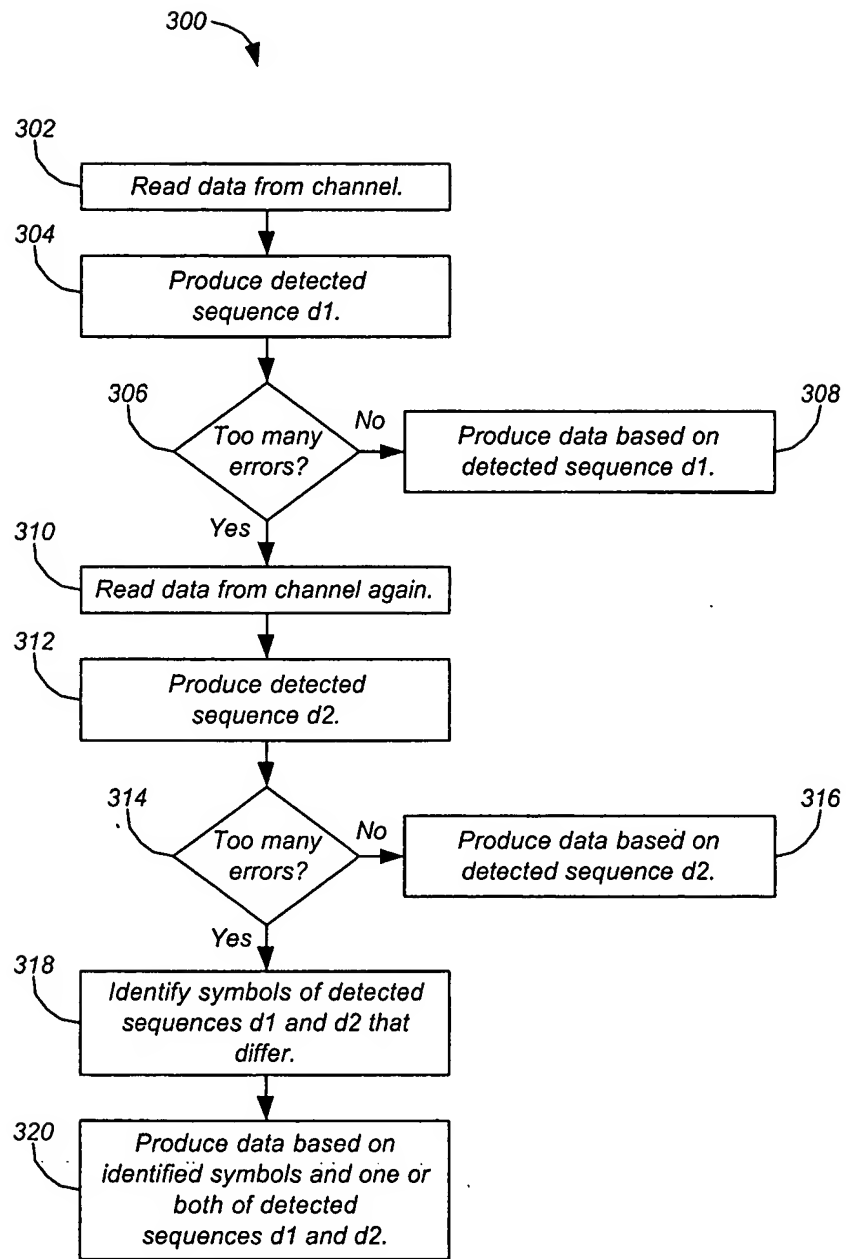 300
302
Read data from channel.
304
Produce detected
sequence d1.
306
Too many
errors?
No
308
Produce data based on
detected sequence d1.
Yes
310
Read data from channel again.
312
Produce detected
sequence d2.
314
Too many
errors?
No
316
Produce data based on
detected sequence d2.
Yes
318
Identify symbols of detected
sequences d1 and d2 that
differ.
320
Produce data based on
identified symbols and one or
both of detected
sequences d1 and d2.